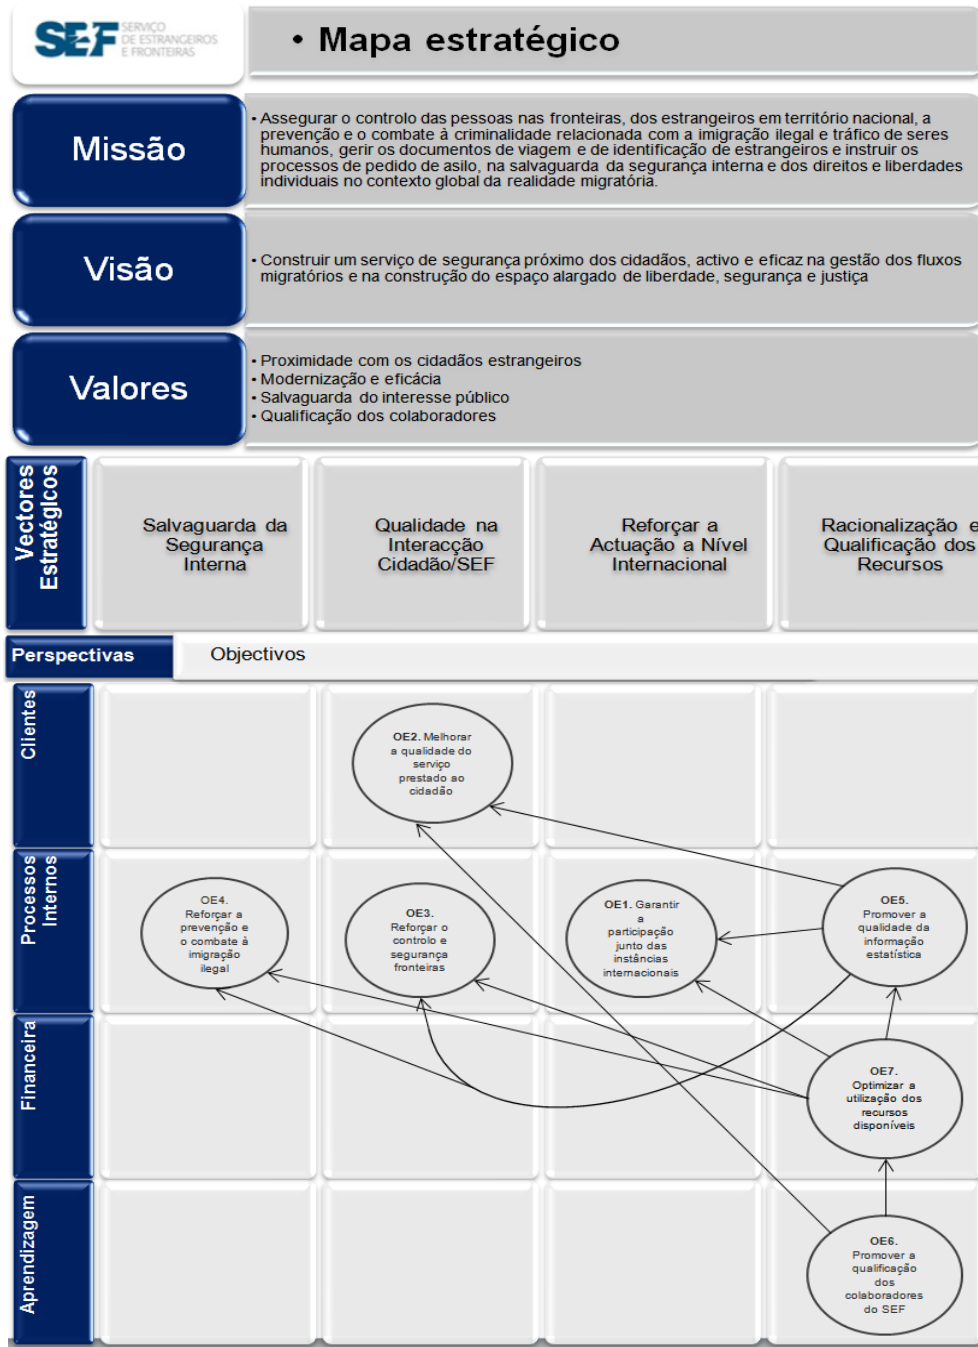 SEF SERVIÇO
DE ESTRANGEIROS
E FRONTEIRAS
• Mapa estratégico
Missão
• Assegurar o controlo das pessoas nas fronteiras, dos estrangeiros em território nacional, a
prevenção e o combate à criminalidade relacionada com a imigração ilegal e tráfico de seres
humanos, gerir os documentos de viagem e de identificação de estrangeiros e instruir os
processos de pedido de asilo, na salvaguarda da segurança interna e dos direitos e liberdades
individuais no contexto global da realidade migratória.
Visão
• Construir um serviço de segurança próximo dos cidadãos, activo e eficaz na gestão dos fluxos
migratórios e na construção do espaço alargado de liberdade, segurança e justiça
Valores
• Proximidade com os cidadãos estrangeiros
• Modernização e eficácia
• Salvaguarda do interesse público
• Qualificação dos colaboradores
Vectores
Estratégicos
Salvaguarda da
Segurança
Interna
Qualidade na
Interacção
Cidadão/SEF
Reforçar a
Actuação a Nível
Internacional
Racionalização e
Qualificação dos
Recursos
Perspectivas
Objectivos
Clientes
OE2. Melhorar
a qualidade do
serviço
prestado ao
cidadão
Processos
Internos
OE4.
Reforçar a
prevenção e
o combate à
imigração
ilegal
OE3.
Reforçar o
controlo e
segurança
fronteiras
OE1. Garantir
a
participação
junto das
instâncias
internacionais
OE5.
Promover a
qualidade da
informação
estatística
Financeira
OE7.
Optimizar a
utilização dos
recursos
disponíveis
Aprendizagem
OE6.
Promover a
qualificação
dos
colaboradores
do SEF